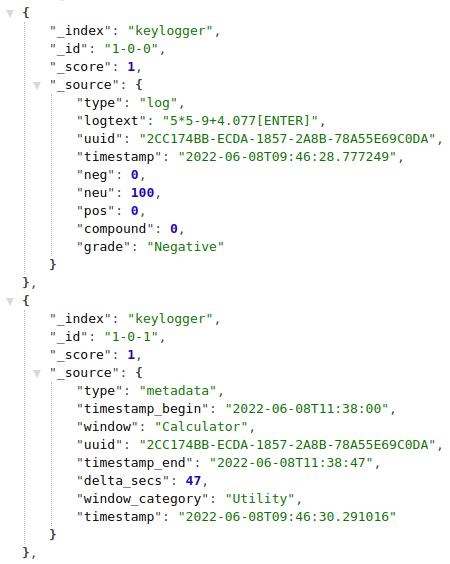 {
"_index": "keylogger",
"_id": "1-0-0",
"_score": 1,
"_source": {
"type": "log",
"logtext": "5*5-9+4.077[ENTER]",
"uuid": "2CC174BB-ECDA-1857-2A8B-78A55E69C0DA",
"timestamp": "2022-06-08T09:46:28.777249",
"neg": 0,
"neu": 100,
"pos": 0,
"compound": 0,
"grade": "Negative"
}
},
{
"_index": "keylogger",
"_id": "1-0-1",
"_score": 1,
"_source": {
"type": "metadata",
"timestamp_begin": "2022-06-08T11:38:00",
"window": "Calculator",
"uuid": "2CC174BB-ECDA-1857-2A8B-78A55E69C0DA",
"timestamp_end": "2022-06-08T11:38:47",
"delta_secs": 47,
"window_category": "Utility",
"timestamp": "2022-06-08T09:46:30.291016"
}
},